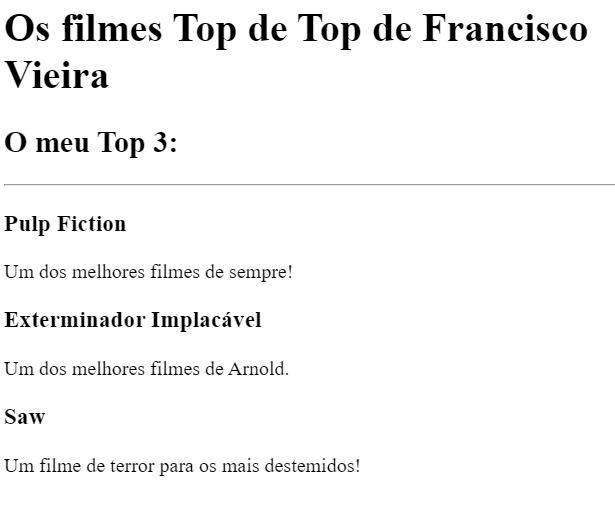 Os filmes Top de Top de Francisco
Vieira
O meu Top 3:
Pulp Fiction
Um dos melhores filmes de sempre!
Exterminador Implacável
Um dos melhores filmes de Arnold.
Saw
Um filme de terror para os mais destemidos!